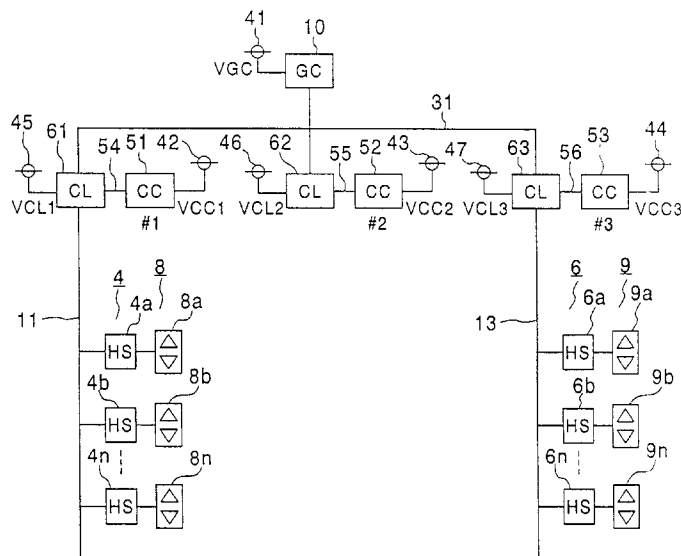 41
10
VGC
GC
31
45
61
54
51
42
46
62
55
52
43
47
63
56
53
44
CL
CC
CL
CC
CL
CC
VCL1
VCC1
VCL2
VCC2
VCL3
VCC3
#1
#2
#3
4
8
6
9
4a
8a
6a
9a
11
13
HS
HS
4b
8b
6b
9b
HS
HS
4n
8n
6n
9n
HS
HS